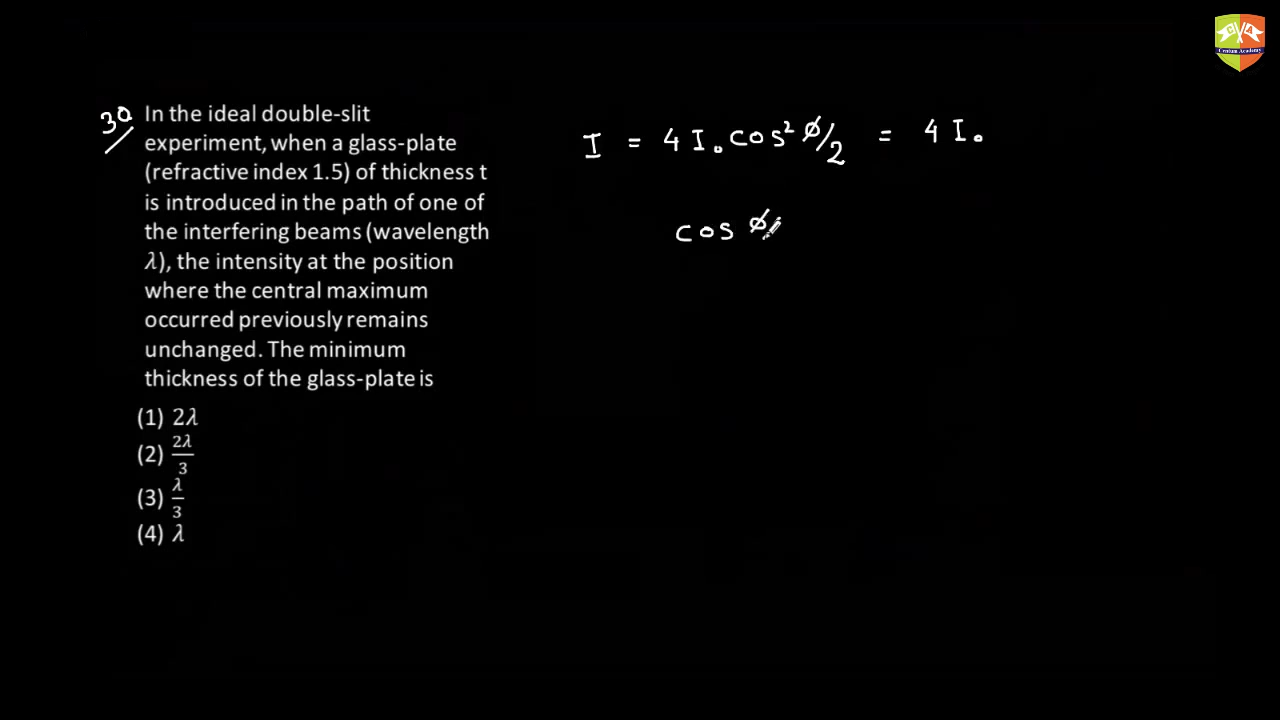 Centum Academy
30
In the ideal double-slit
experiment, when a glass-plate
(refractive index 1.5) of thickness t
is introduced in the path of one of
the interfering beams (wavelength
λ), the intensity at the position
where the central maximum
occurred previously remains
unchanged. The minimum
thickness of the glass-plate is
(1) 2λ
(2) 2λ/3
(3) λ/3
(4) λ
I = 4 I₀ cos² ϕ/2 = 4 I₀
cos ϕ/